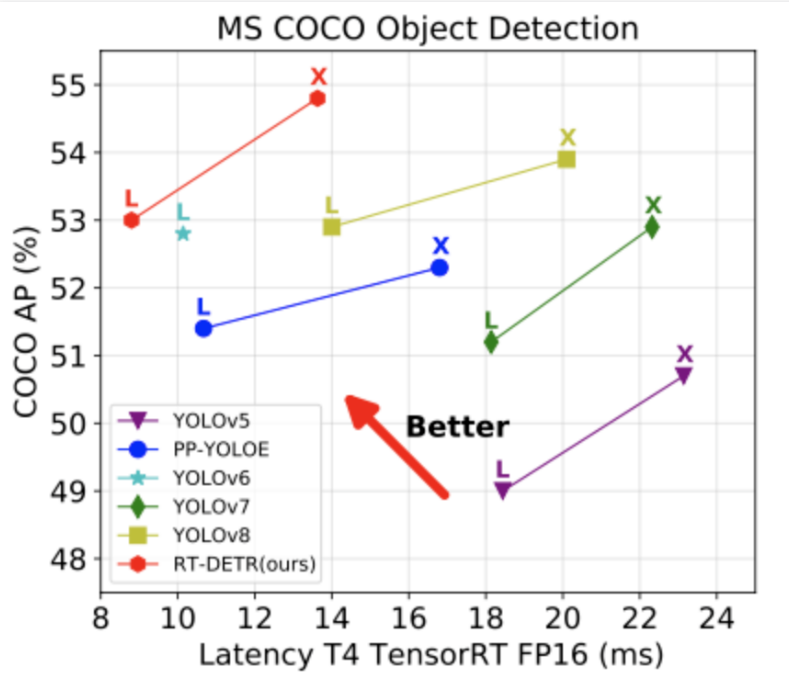 MS COCO Object Detection
COCO AP (%)
55
54
53
52
51
50
49
48
X
L
L
L
X
X
L
X
L
X
L
X
L
Better
YOLOv5
PP-YOLOE
YOLOv6
YOLOv7
YOLOv8
RT-DETR(ours)
8 10 12 14 16 18 20 22 24
Latency T4 TensorRT FP16 (ms)